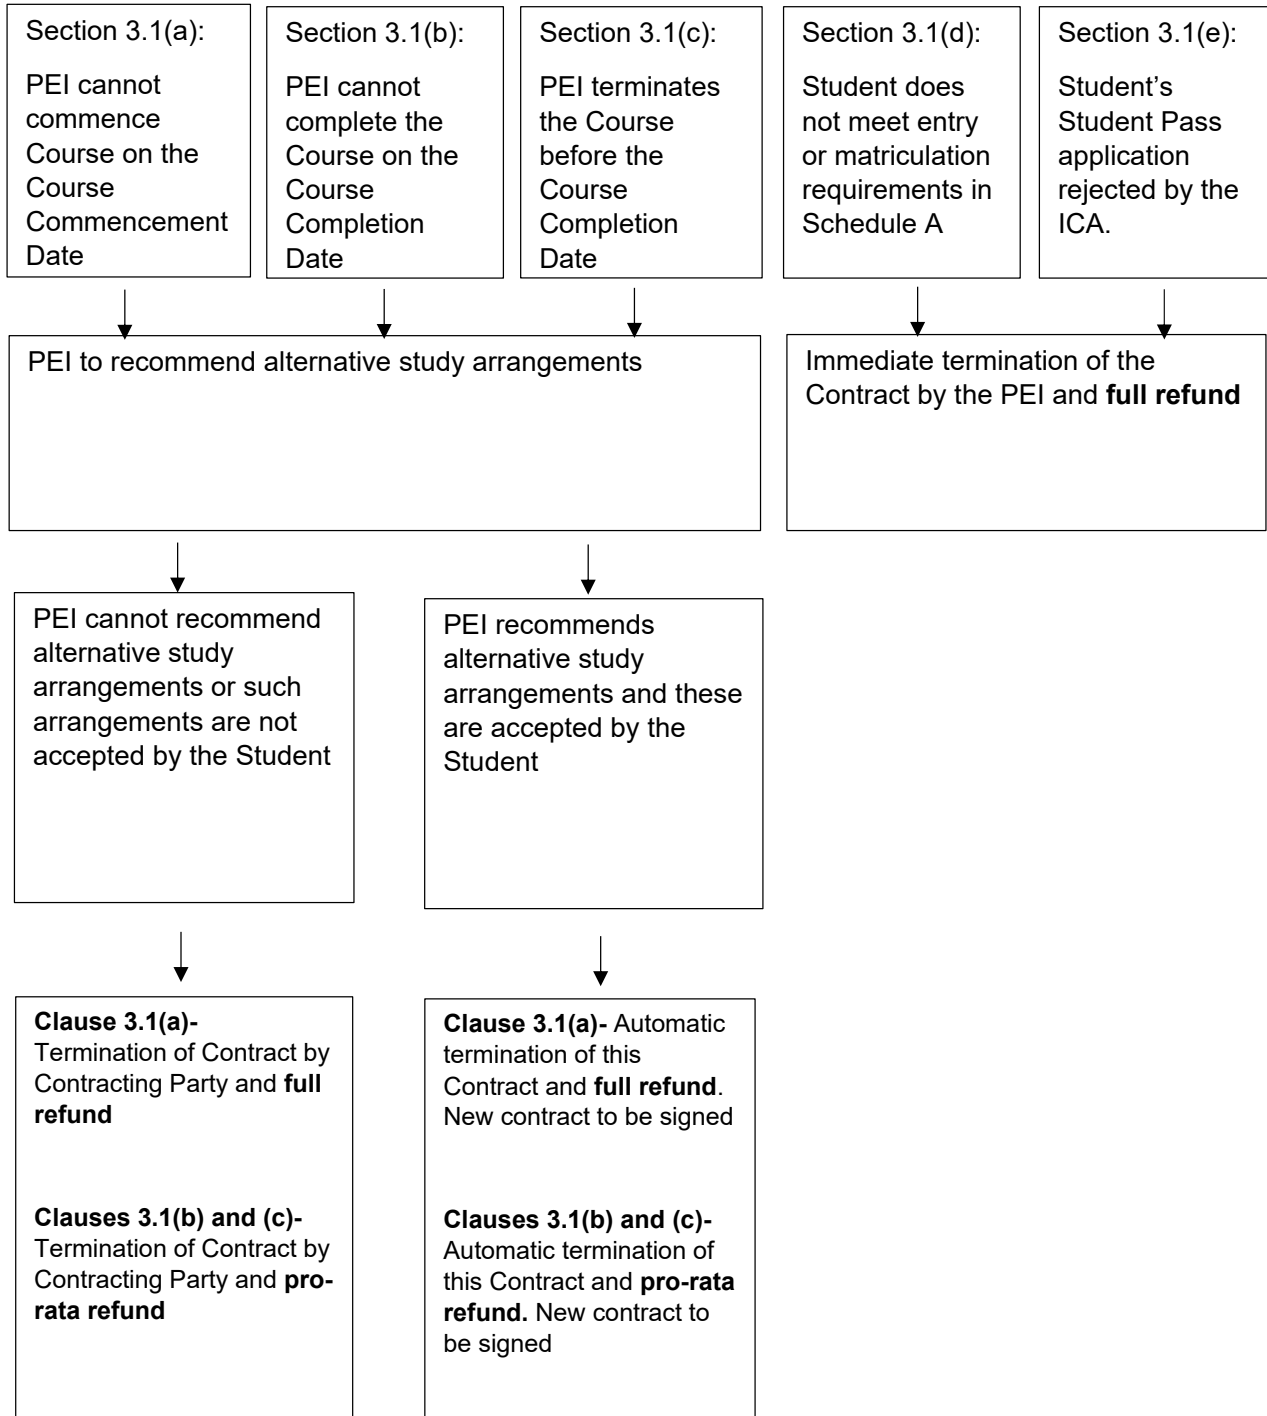 Section 3.1(a):
PEI cannot
commence
Course on the
Course
Commencement
Date
Section 3.1(b):
PEI cannot
complete the
Course on the
Course
Completion
Date
Section 3.1(c):
PEI terminates
the Course
before the
Course
Completion
Date
Section 3.1(d):
Student does
not meet entry
or matriculation
requirements in
Schedule A
Section 3.1(e):
Student’s
Student Pass
application
rejected by the
ICA.
PEI to recommend alternative study arrangements
Immediate termination of the
Contract by the PEI and full refund
PEI cannot recommend
alternative study
arrangements or such
arrangements are not
accepted by the Student
PEI recommends
alternative study
arrangements and these
are accepted by the
Student
Clause 3.1(a)-
Termination of Contract by
Contracting Party and full
refund
Clauses 3.1(b) and (c)-
Termination of Contract by
Contracting Party and pro-
rata refund
Clause 3.1(a)- Automatic
termination of this
Contract and full refund.
New contract to be signed
Clauses 3.1(b) and (c)-
Automatic termination of
this Contract and pro-rata
refund. New contract to
be signed